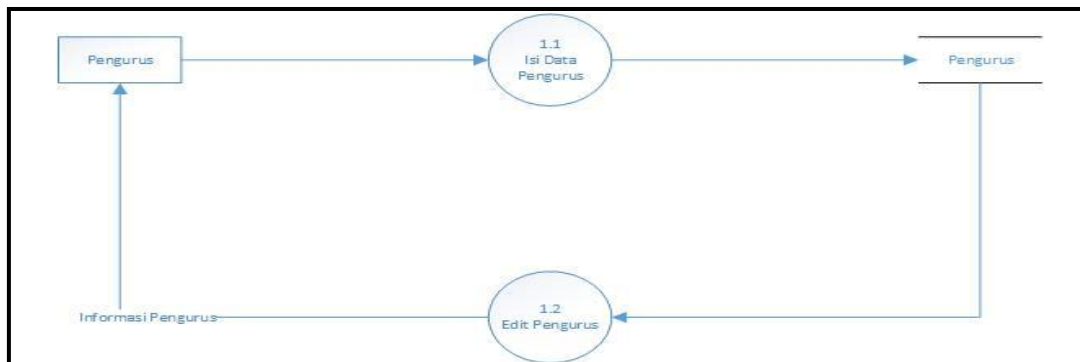 Pengurus
1.1
Isi Data
Pengurus
Pengurus
Informasi Pengurus
1.2
Edit Pengurus